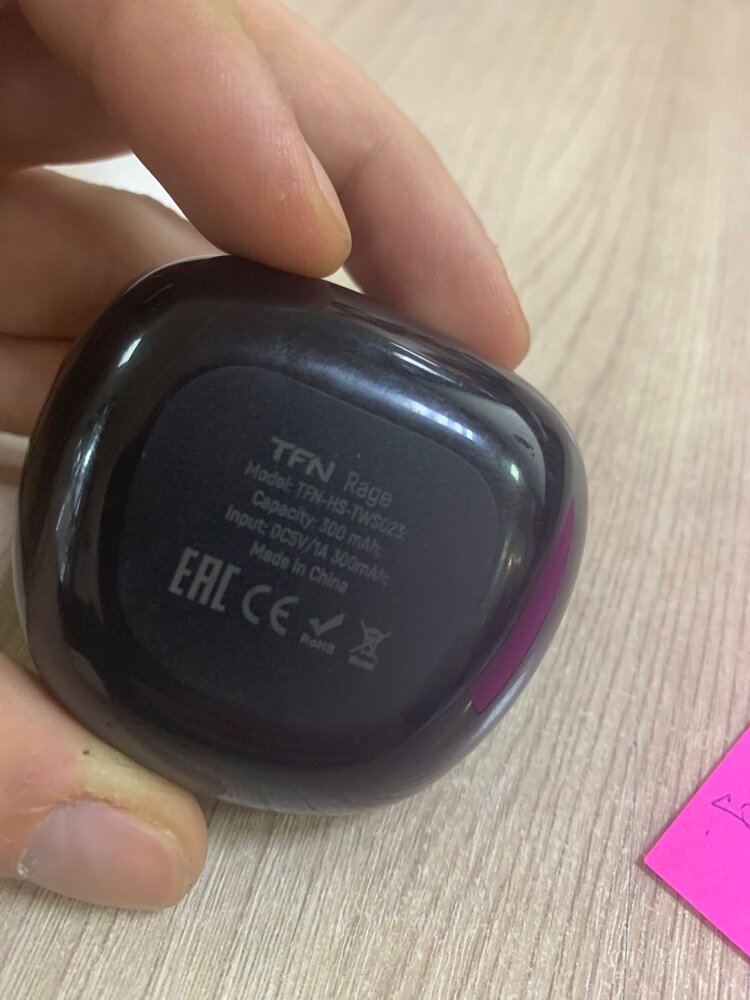 TFN Rage
Model: TFN-HS-TWS023;
Capacity: 300 mAh;
Input: DC5V/1A 300mAh;
Made in China
EAC CE RoHS